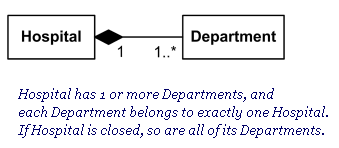 Hospital Department
1 1..*
Hospital has 1 or more Departments, and
each Department belongs to exactly one Hospital.
If Hospital is closed, so are all of its Departments.